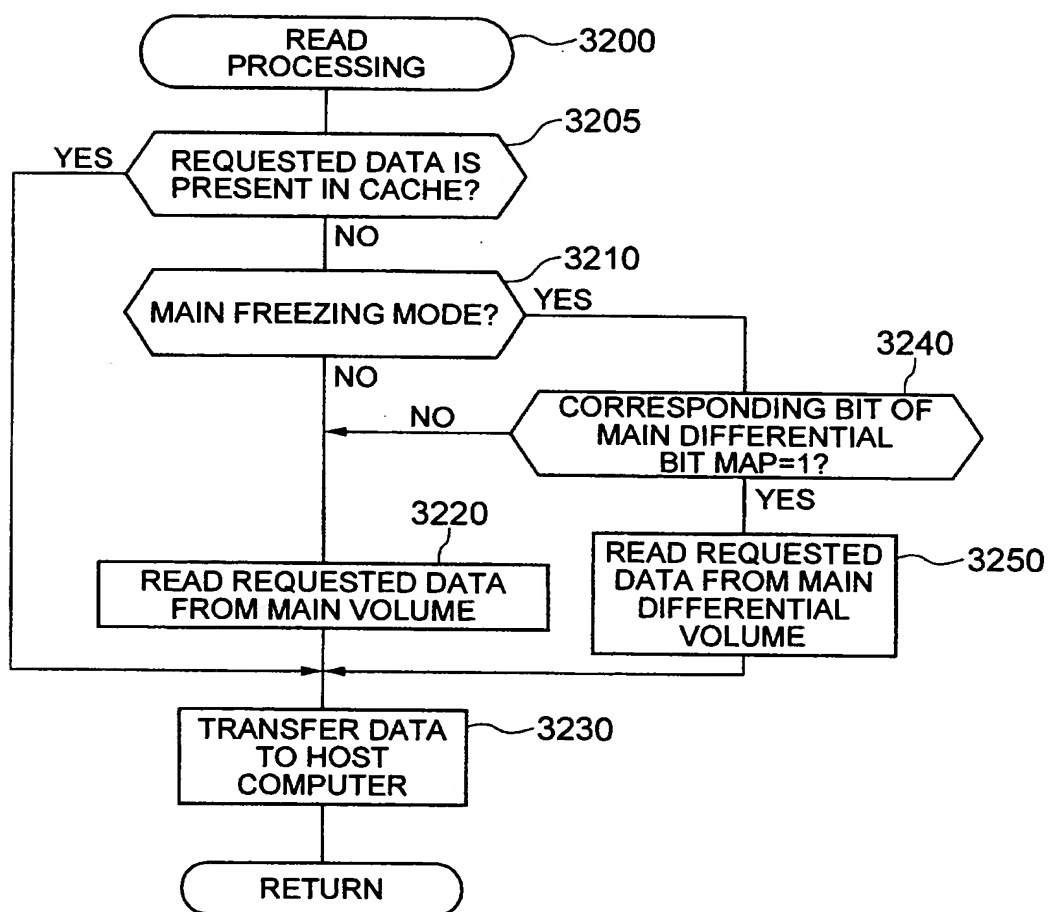 READ
PROCESSING
3200
3205
YES
REQUESTED DATA IS
PRESENT IN CACHE?
NO
3210
MAIN FREEZING MODE?
YES
NO
3240
NO
CORRESPONDING BIT OF
MAIN DIFFERENTIAL
BIT MAP=1?
YES
3220
READ REQUESTED DATA
FROM MAIN VOLUME
READ REQUESTED
DATA FROM MAIN
DIFFERENTIAL
VOLUME
3250
TRANSFER DATA
TO HOST
COMPUTER
3230
RETURN